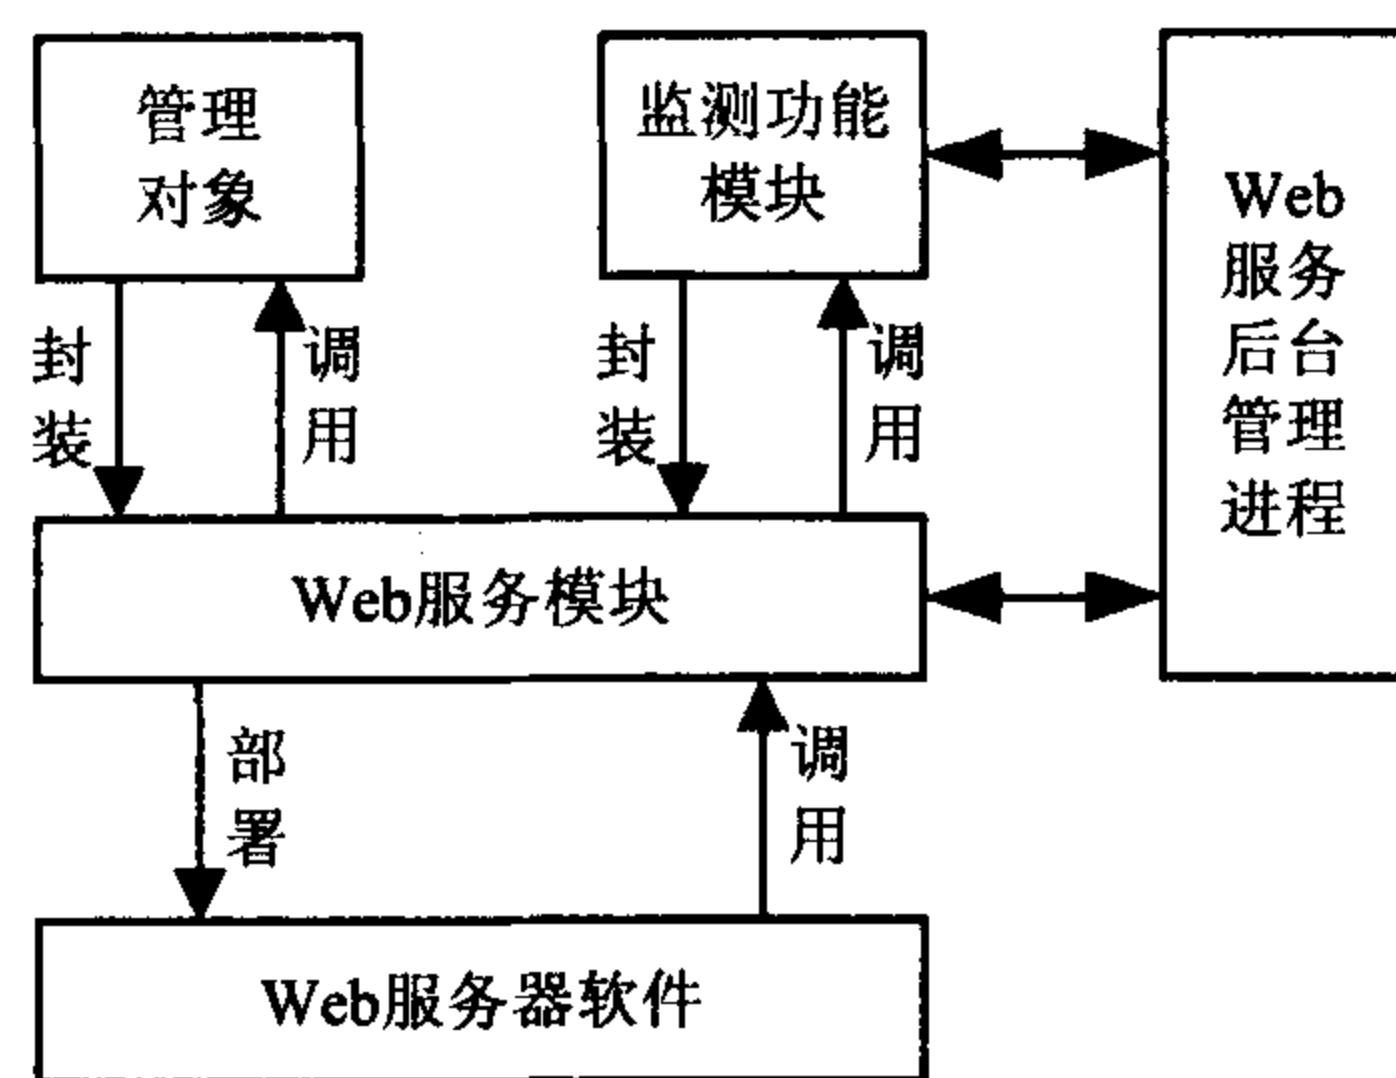 管理
对象
监测功能
模块
Web
服务
后台
管理
进程
封
装
调
用
封
装
调
用
Web服务模块
部
署
调
用
Web服务器软件